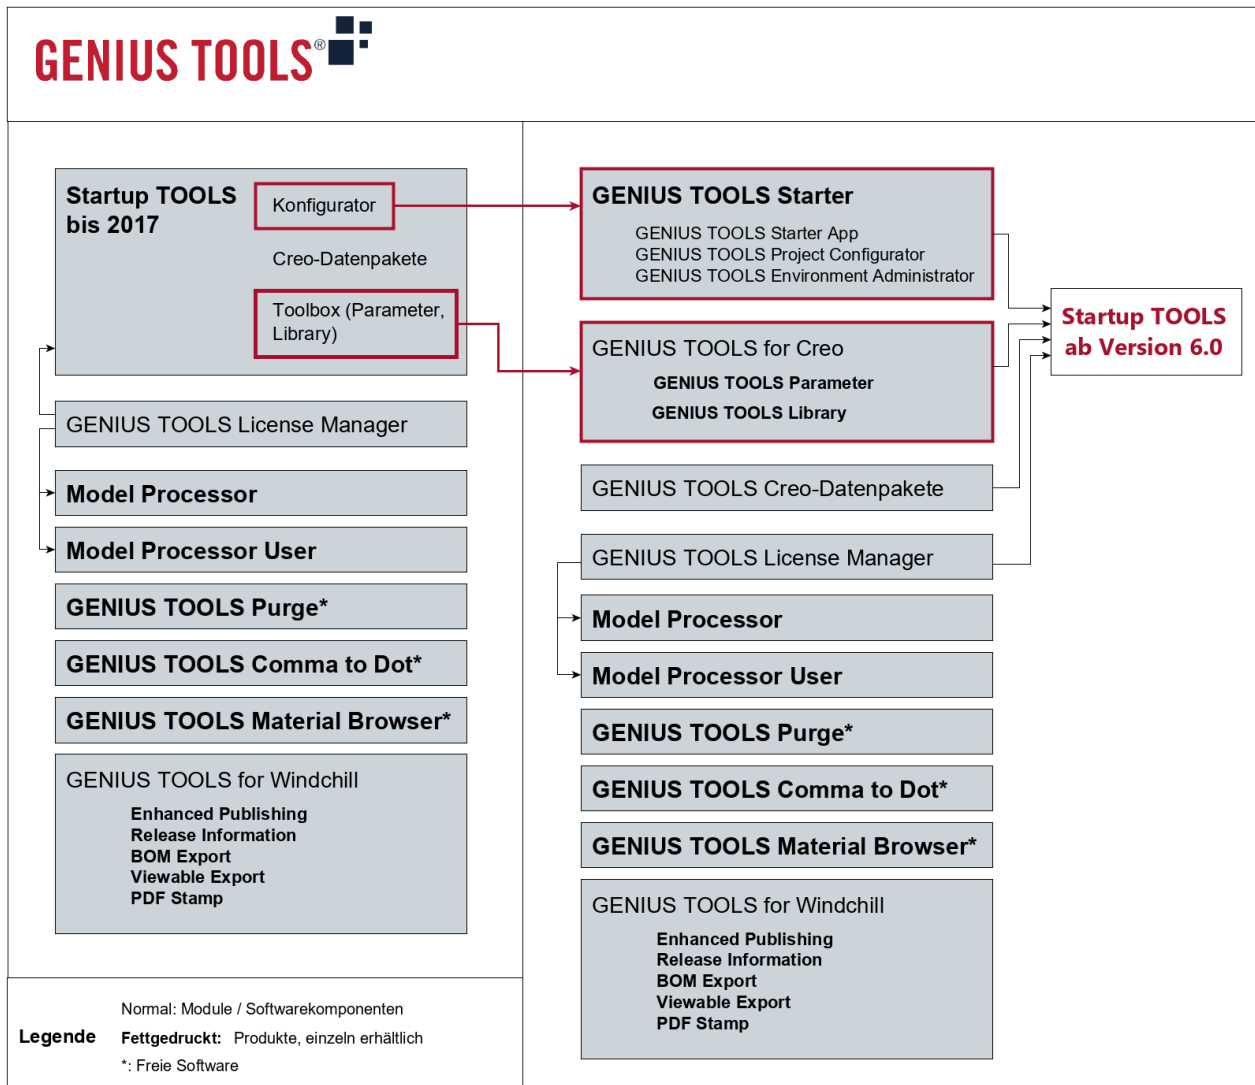 GENIUS TOOLS®
Startup TOOLS
bis 2017
Konfigurator
Creo-Datenpakete
Toolbox (Parameter,
Library)
GENIUS TOOLS License Manager
Model Processor
Model Processor User
GENIUS TOOLS Purge*
GENIUS TOOLS Comma to Dot*
GENIUS TOOLS Material Browser*
GENIUS TOOLS for Windchill
Enhanced Publishing
Release Information
BOM Export
Viewable Export
PDF Stamp
GENIUS TOOLS Starter
GENIUS TOOLS Starter App
GENIUS TOOLS Project Configurator
GENIUS TOOLS Environment Administrator
GENIUS TOOLS for Creo
GENIUS TOOLS Parameter
GENIUS TOOLS Library
GENIUS TOOLS Creo-Datenpakete
GENIUS TOOLS License Manager
Model Processor
Model Processor User
GENIUS TOOLS Purge*
GENIUS TOOLS Comma to Dot*
GENIUS TOOLS Material Browser*
GENIUS TOOLS for Windchill
Enhanced Publishing
Release Information
BOM Export
Viewable Export
PDF Stamp
Startup TOOLS
ab Version 6.0
Legende
Normal: Module / Softwarekomponenten
Fettgedruckt: Produkte, einzeln erhältlich
*: Freie Software